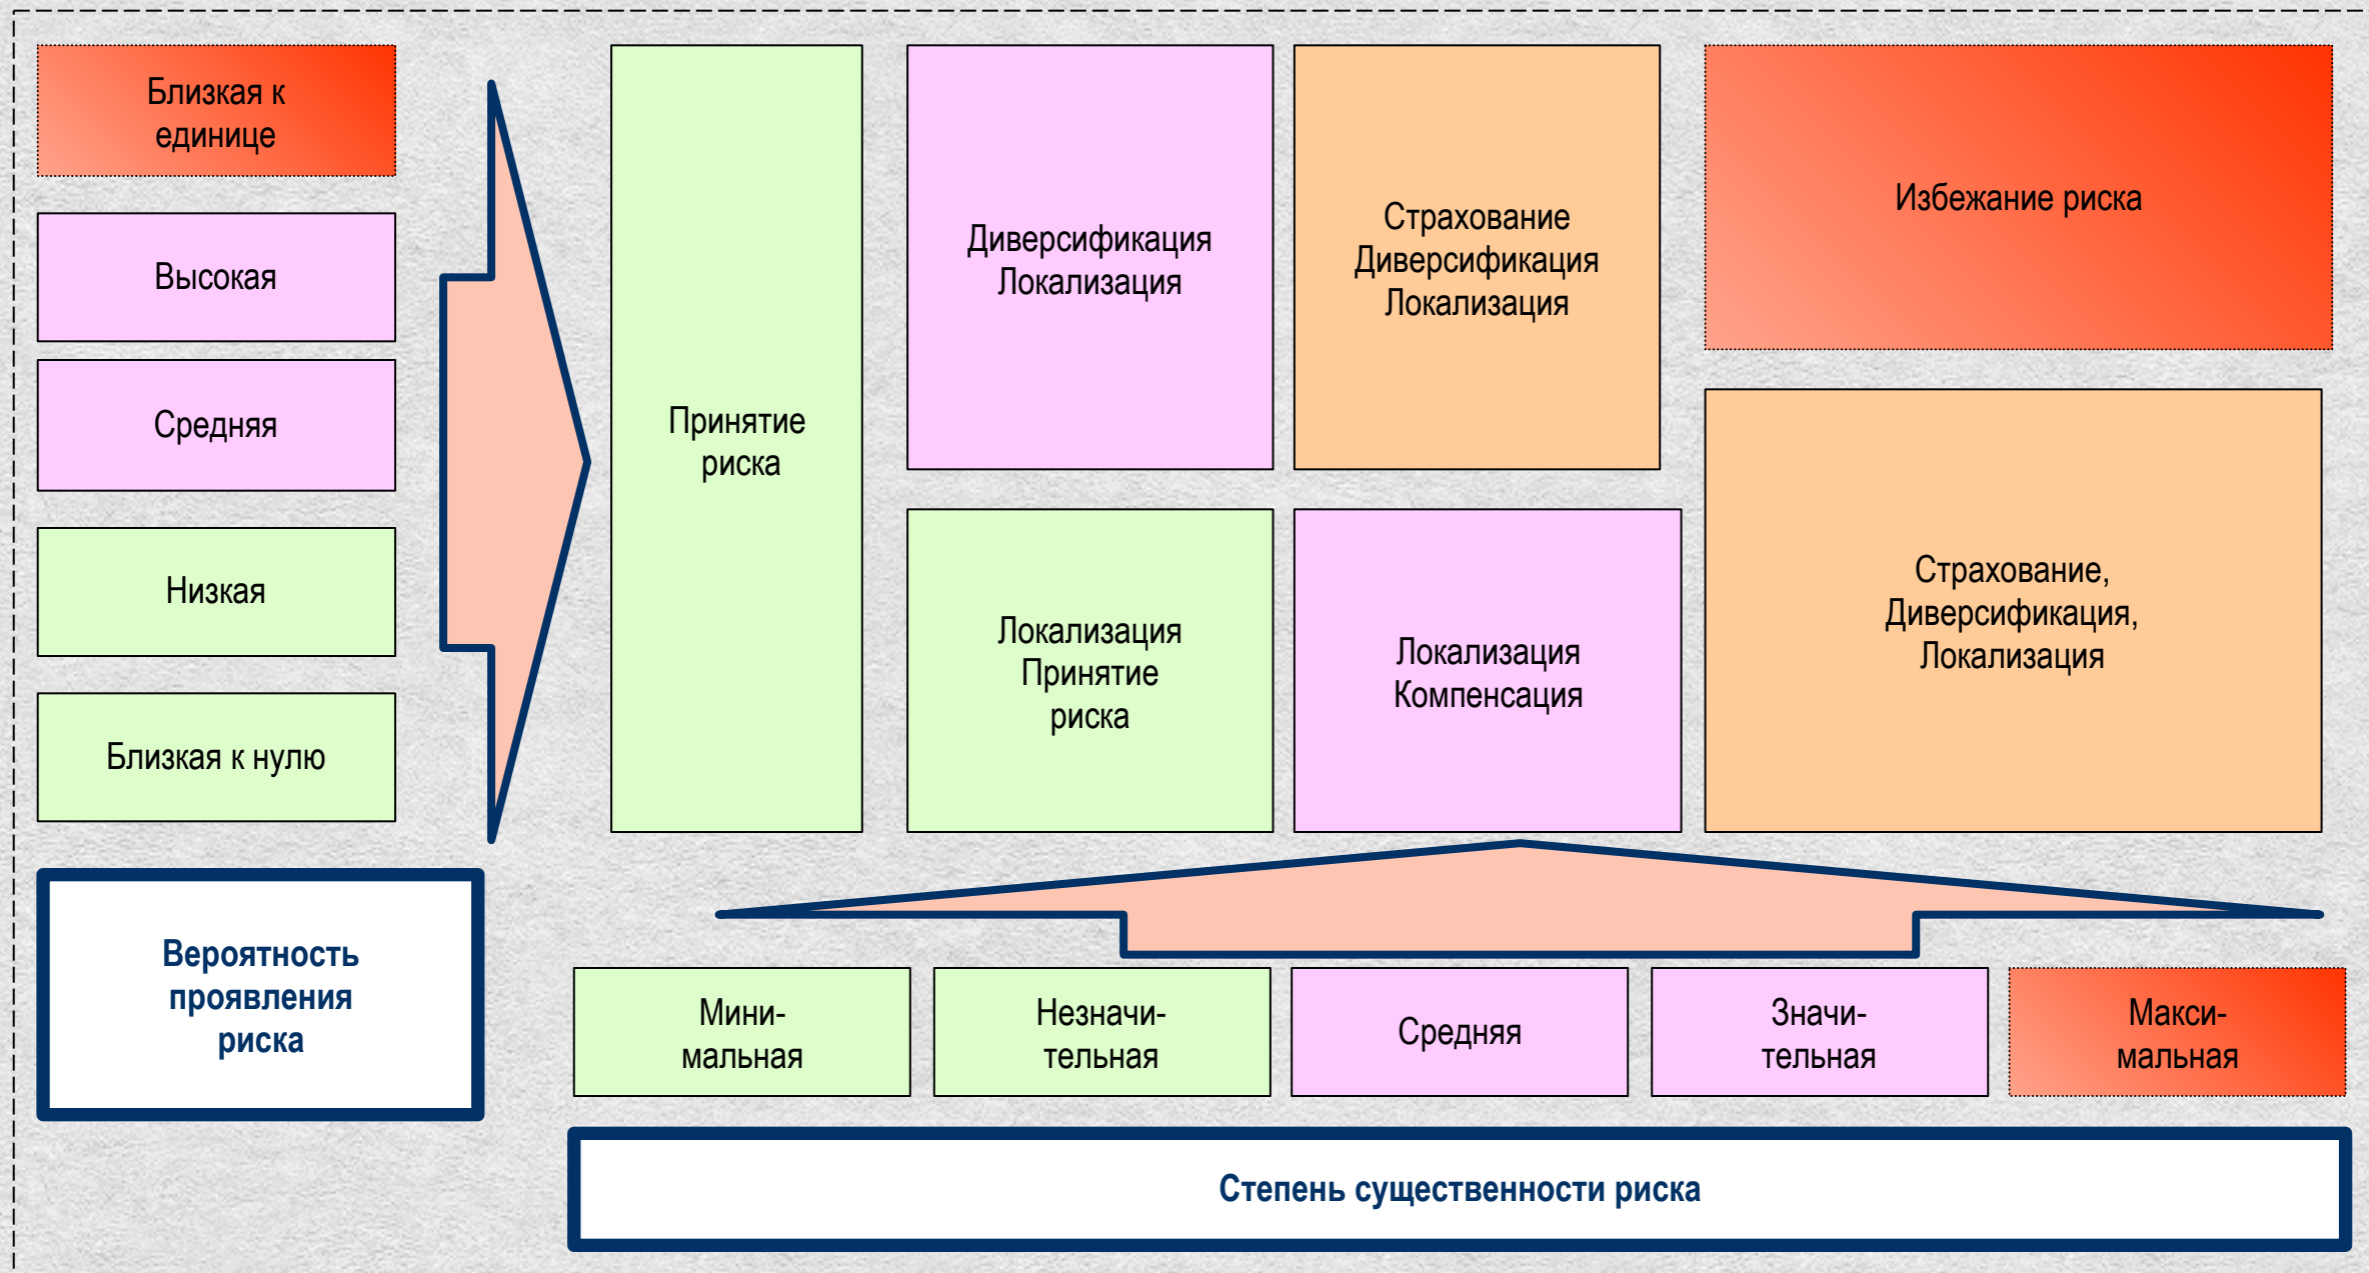 Близкая к
единице
Высокая
Средняя
Низкая
Близкая к нулю
Вероятность
проявления
риска
Принятие
риска
Диверсификация
Локализация
Страхование
Диверсификация
Локализация
Избежание риска
Локализация
Принятие
риска
Локализация
Компенсация
Страхование,
Диверсификация,
Локализация
Мини-
мальная
Незначи-
тельная
Средняя
Значи-
тельная
Макси-
мальная
Степень существенности риска